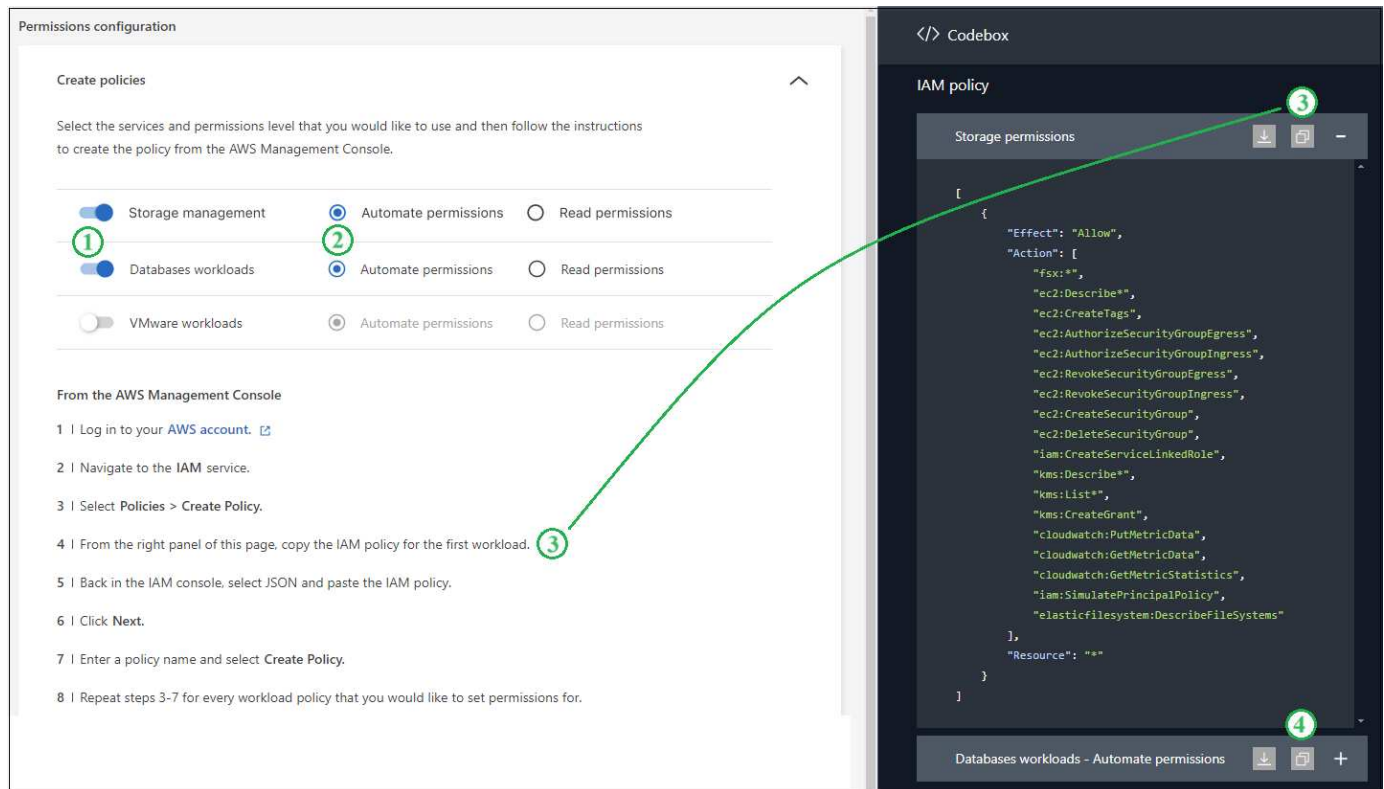 Permissions configuration
Create policies
Select the services and permissions level that you would like to use and then follow the instructions
to create the policy from the AWS Management Console.
Storage management Automate permissions Read permissions
1 2
Databases workloads Automate permissions Read permissions
VMware workloads Automate permissions Read permissions
From the AWS Management Console
1 | Log in to your AWS account.
2 | Navigate to the IAM service.
3 | Select Policies > Create Policy.
4 | From the right panel of this page, copy the IAM policy for the first workload. 3
5 | Back in the IAM console, select JSON and paste the IAM policy.
6 | Click Next.
7 | Enter a policy name and select Create Policy.
8 | Repeat steps 3-7 for every workload policy that you would like to set permissions for.
</> Codebox
IAM policy
3
Storage permissions
[
{
"Effect": "Allow",
"Action": [
"fsx:*",
"ec2:Describe*",
"ec2:CreateTags",
"ec2:AuthorizeSecurityGroupEgress",
"ec2:AuthorizeSecurityGroupIngress",
"ec2:RevokeSecurityGroupEgress",
"ec2:RevokeSecurityGroupIngress",
"ec2:CreateSecurityGroup",
"ec2:DeleteSecurityGroup",
"iam:CreateServiceLinkedRole",
"kms:Describe*",
"kms:List*",
"kms:CreateGrant",
"cloudwatch:PutMetricData",
"cloudwatch:GetMetricData",
"cloudwatch:GetMetricStatistics",
"iam:SimulatePrincipalPolicy",
"elasticfilesystem:DescribeFileSystems"
],
"Resource": "*"
}
]
4
Databases workloads - Automate permissions